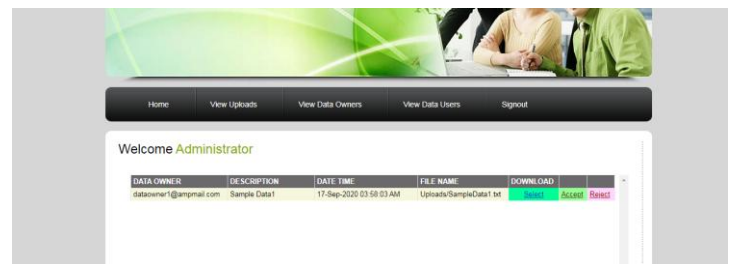 Home View Uploads View Data Owners View Data Users Signout
Welcome Administrator
DATA OWNER DESCRIPTION DATE TIME FILE NAME DOWNLOAD
dataowner1@ampmail.com Sample Data1 17-Sep-2020 03:58:03 AM Uploads/SampleData1.txt Select Accept Reject